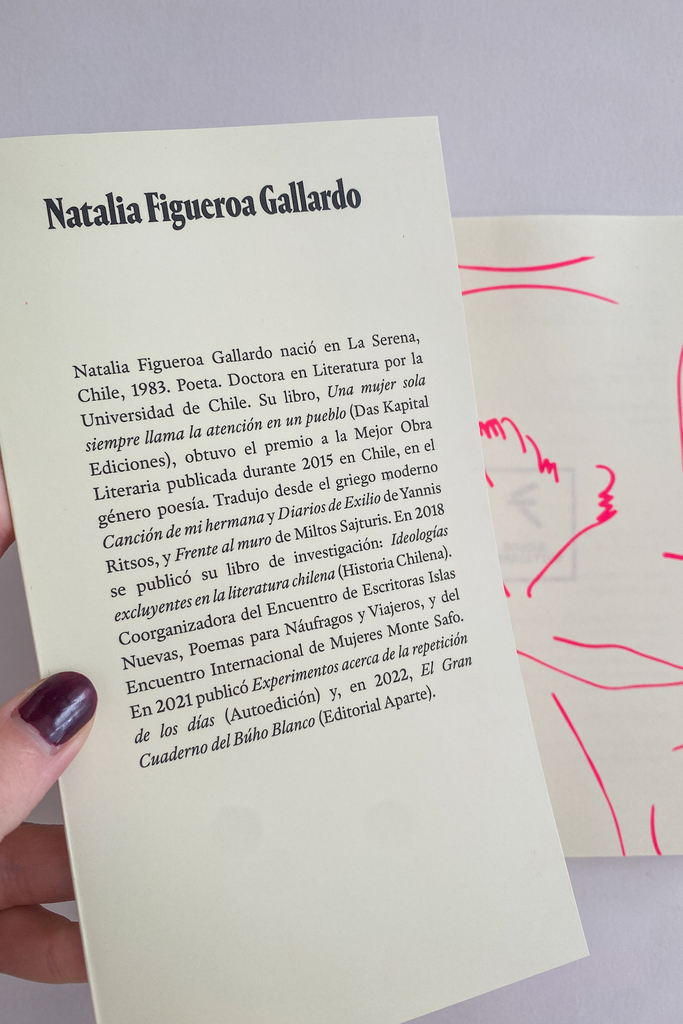 Natalia Figueroa Gallardo
Natalia Figueroa Gallardo nació en La Serena,
Chile, 1983. Poeta. Doctora en Literatura por la
Universidad de Chile. Su libro, Una mujer sola
siempre llama la atención en un pueblo (Das Kapital
Ediciones), obtuvo el premio a la Mejor Obra
Literaria publicada durante 2015 en Chile, en el
género poesía. Tradujo desde el griego moderno
Canción de mi hermana y Diarios de Exilio de Yannis
Ritsos, y Frente al muro de Miltos Sajturis. En 2018
se publicó su libro de investigación: Ideologías
excluyentes en la literatura chilena (Historia Chilena).
Coorganizadora del Encuentro de Escritoras Islas
Nuevas, Poemas para Náufragos y Viajeros, y del
Encuentro Internacional de Mujeres Monte Safo.
En 2021 publicó Experimentos acerca de la repetición
de los días (Autoedición) y, en 2022, El Gran
Cuaderno del Búho Blanco (Editorial Aparte).